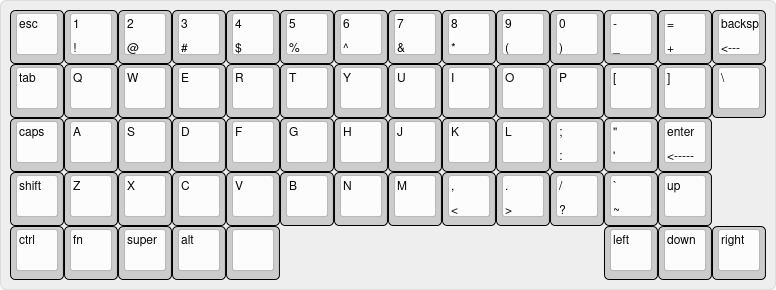 esc 1 2 3 4 5 6 7 8 9 0 - = backsp
! @ # $ % ^ & * ( ) _ + <---
tab Q W E R T Y U I O P [ ] \
caps A S D F G H J K L ; " enter
: ' <-----
shift Z X C V B N M , . / ` up
< > ? ~
ctrl fn super alt left down right